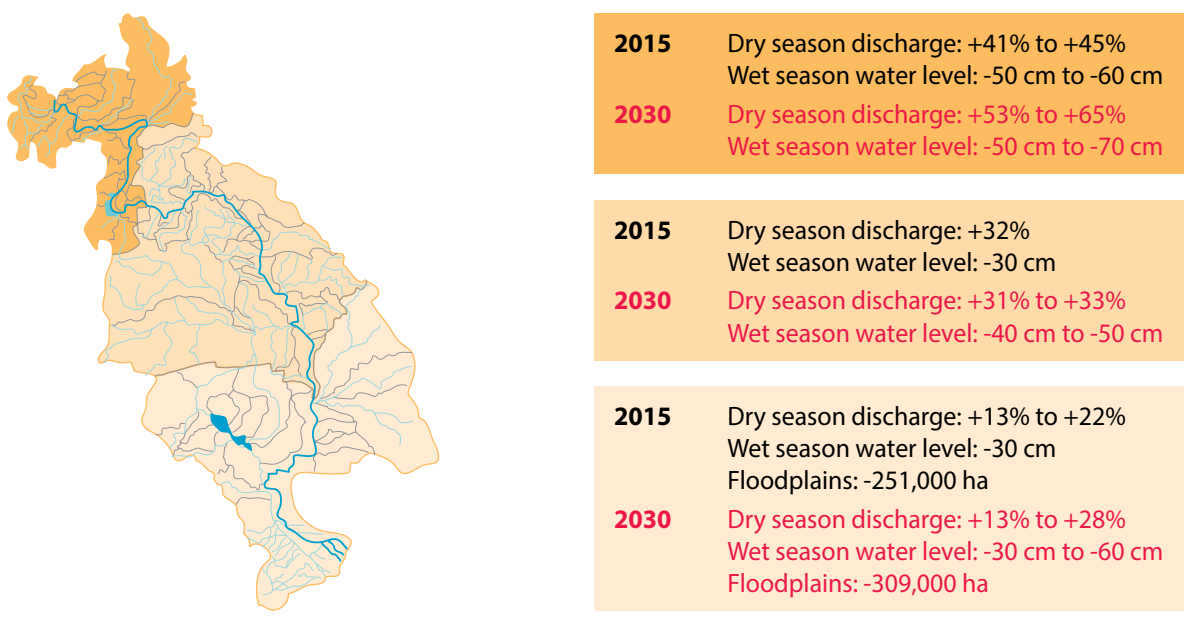 2015 Dry season discharge: +41% to +45%
Wet season water level: -50 cm to -60 cm
2030 Dry season discharge: +53% to +65%
Wet season water level: -50 cm to -70 cm
2015 Dry season discharge: +32%
Wet season water level: -30 cm
2030 Dry season discharge: +31% to +33%
Wet season water level: -40 cm to -50 cm
2015 Dry season discharge: +13% to +22%
Wet season water level: -30 cm
Floodplains: -251,000 ha
2030 Dry season discharge: +13% to +28%
Wet season water level: -30 cm to -60 cm
Floodplains: -309,000 ha